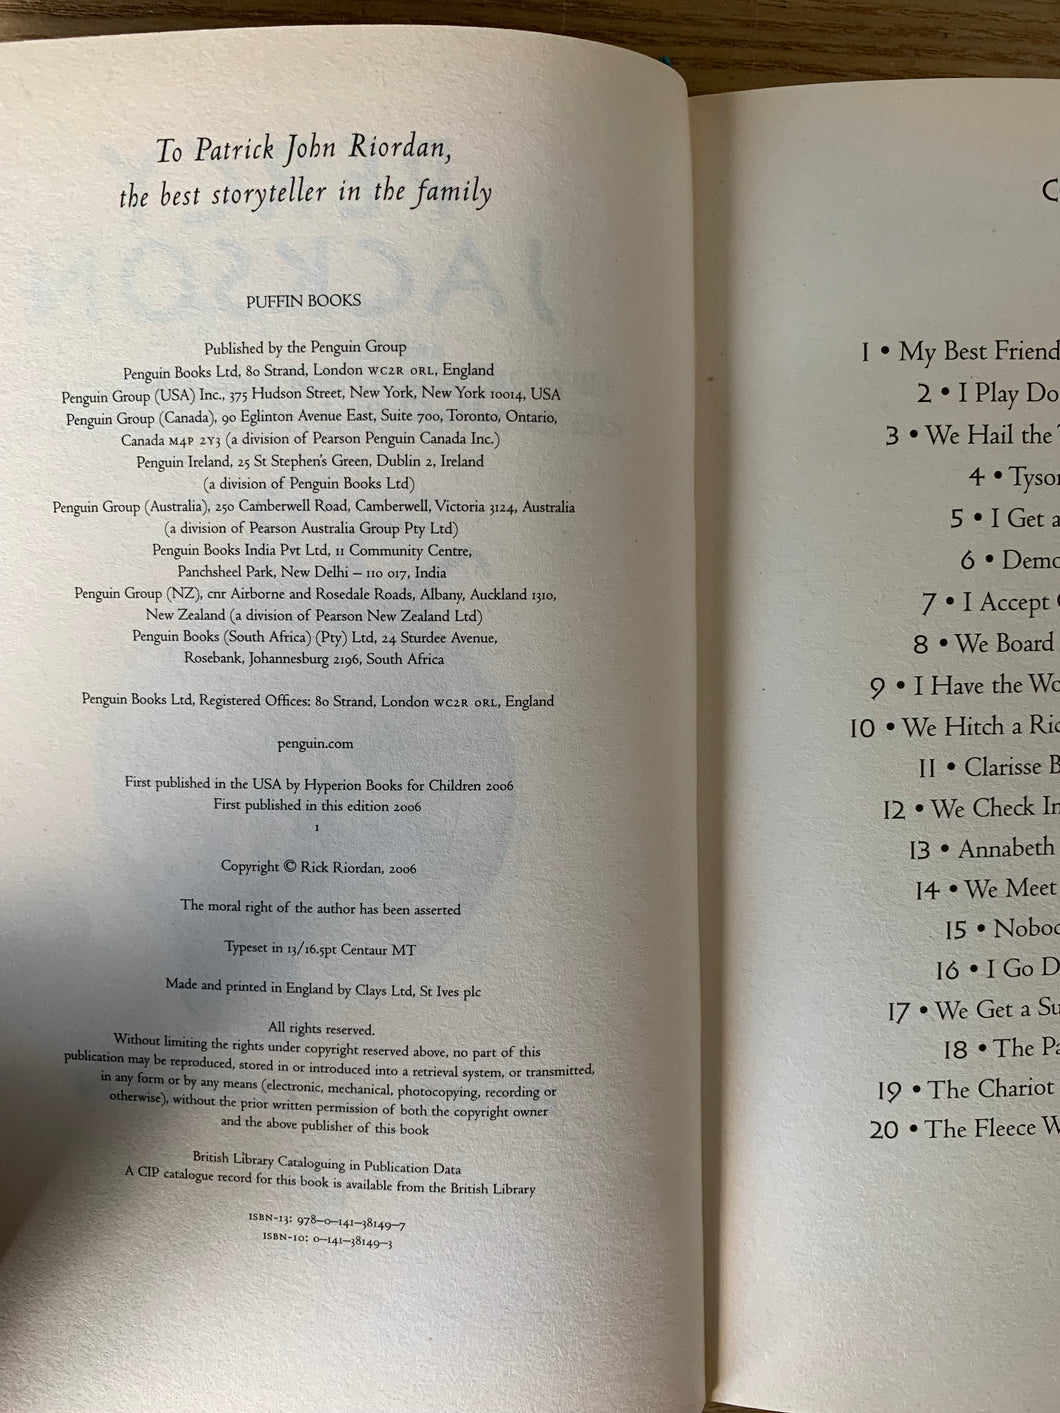 To Patrick John Riordan,
the best storyteller in the family
PUFFIN BOOKS
Published by the Penguin Group
Penguin Books Ltd, 80 Strand, London WC2R ORL, England
Penguin Group (USA) Inc., 375 Hudson Street, New York, New York 10014, USA
Penguin Group (Canada), 90 Eglinton Avenue East, Suite 700, Toronto, Ontario,
Canada M4P 2Y3 (a division of Pearson Penguin Canada Inc.)
Penguin Ireland, 25 St Stephen's Green, Dublin 2, Ireland
(a division of Penguin Books Ltd)
Penguin Group (Australia), 250 Camberwell Road, Camberwell, Victoria 3124, Australia
(a division of Pearson Australia Group Pty Ltd)
Penguin Books India Pvt Ltd, 11 Community Centre,
Panchsheel Park, New Delhi – 110 017, India
Penguin Group (NZ), cnr Airborne and Rosedale Roads, Albany, Auckland 1310,
New Zealand (a division of Pearson New Zealand Ltd)
Penguin Books (South Africa) (Pty) Ltd, 24 Sturdee Avenue,
Rosebank, Johannesburg 2196, South Africa
Penguin Books Ltd, Registered Offices: 80 Strand, London WC2R ORL, England
penguin.com
First published in the USA by Hyperion Books for Children 2006
First published in this edition 2006
1
Copyright © Rick Riordan, 2006
The moral right of the author has been asserted
Typeset in 13/16.5pt Centaur MT
Made and printed in England by Clays Ltd, St Ives plc
All rights reserved.
Without limiting the rights under copyright reserved above, no part of this
publication may be reproduced, stored in or introduced into a retrieval system, or transmitted,
in any form or by any means (electronic, mechanical, photocopying, recording or
otherwise), without the prior written permission of both the copyright owner
and the above publisher of this book
British Library Cataloguing in Publication Data
A CIP catalogue record for this book is available from the British Library
ISBN-13: 978–0–141–38149–7
ISBN-10: 0–141–38149–3
1 • My Best Friend
2 • I Play Do
3 • We Hail the
4 • Tyso
5 • I Get a
6 • Demo
7 • I Accept
8 • We Board
9 • I Have the Wo
10 • We Hitch a Ri
11 • Clarisse B
12 • We Check In
13 • Annabeth
14 • We Meet
15 • Nobo
16 • I Go D
17 • We Get a Su
18 • The Pa
19 • The Chariot
20 • The Fleece W